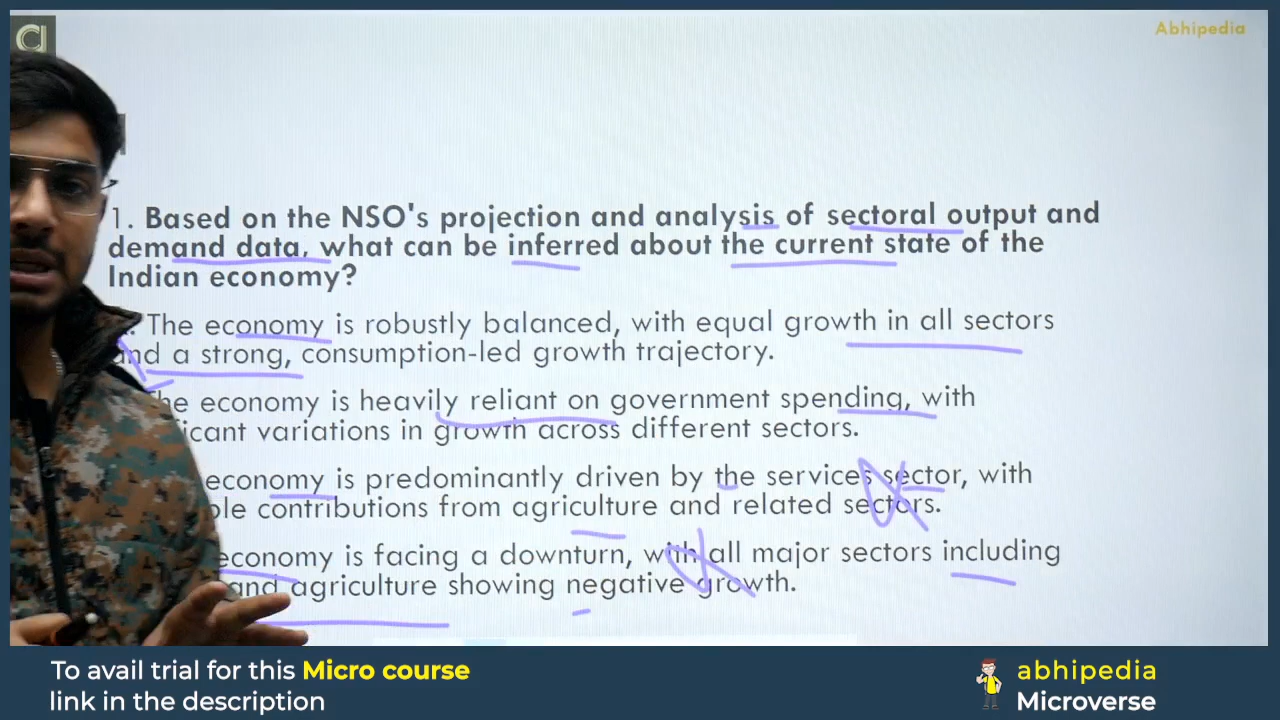 Abhipedia
1. Based on the NSO's projection and analysis of sectoral output and
demand data, what can be inferred about the current state of the
Indian economy?
The economy is robustly balanced, with equal growth in all sectors
and a strong, consumption-led growth trajectory.
The economy is heavily reliant on government spending, with
variations in growth across different sectors.
economy is predominantly driven by the services sector, with
contributions from agriculture and related sectors.
economy is facing a downturn, with all major sectors including
and agriculture showing negative growth.
To avail trial for this Micro course
link in the description
abhipedia
Microverse